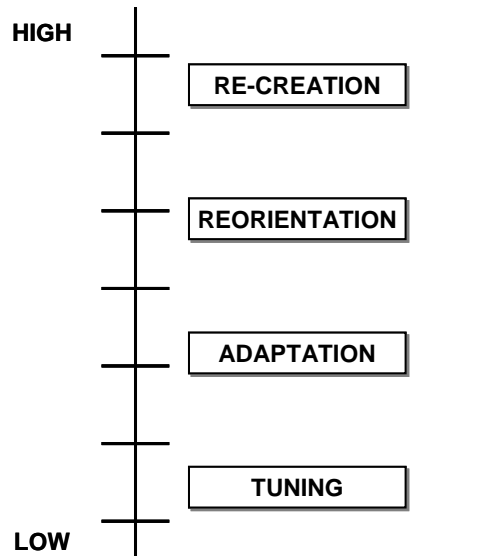 HIGH
RE-CREATION
REORIENTATION
ADAPTATION
TUNING
LOW